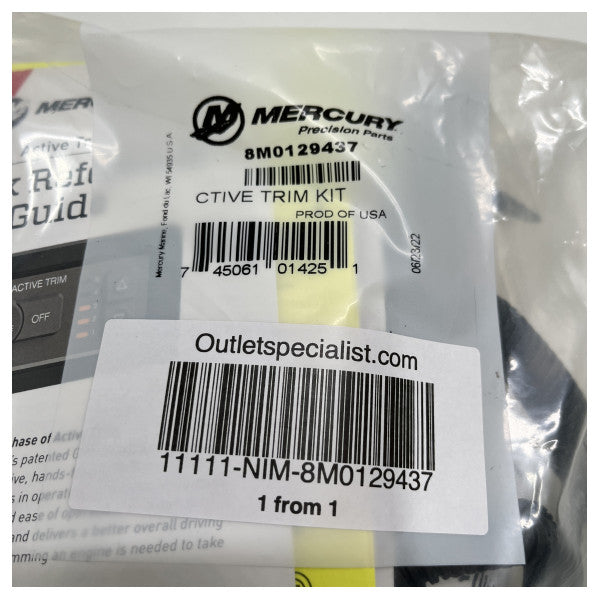 MERCURY
Precision Parts
8M0129437
CTIVE TRIM KIT
PROD OF USA
7 45061 01425 1
06/23/22
Mercury Marine, Fond du Lac, WI 54935 U.S.A
MERC
Active Tr
k Refe
Guid
ACTIVE TRIM
OFF
Outletspecialist.com
11111-NIM-8M0129437
1 from 1
hase of Activ
's patented G
ive, hands-f
s in operat
d ease of op
and delivers a better overall driving
mming an engine is needed to take